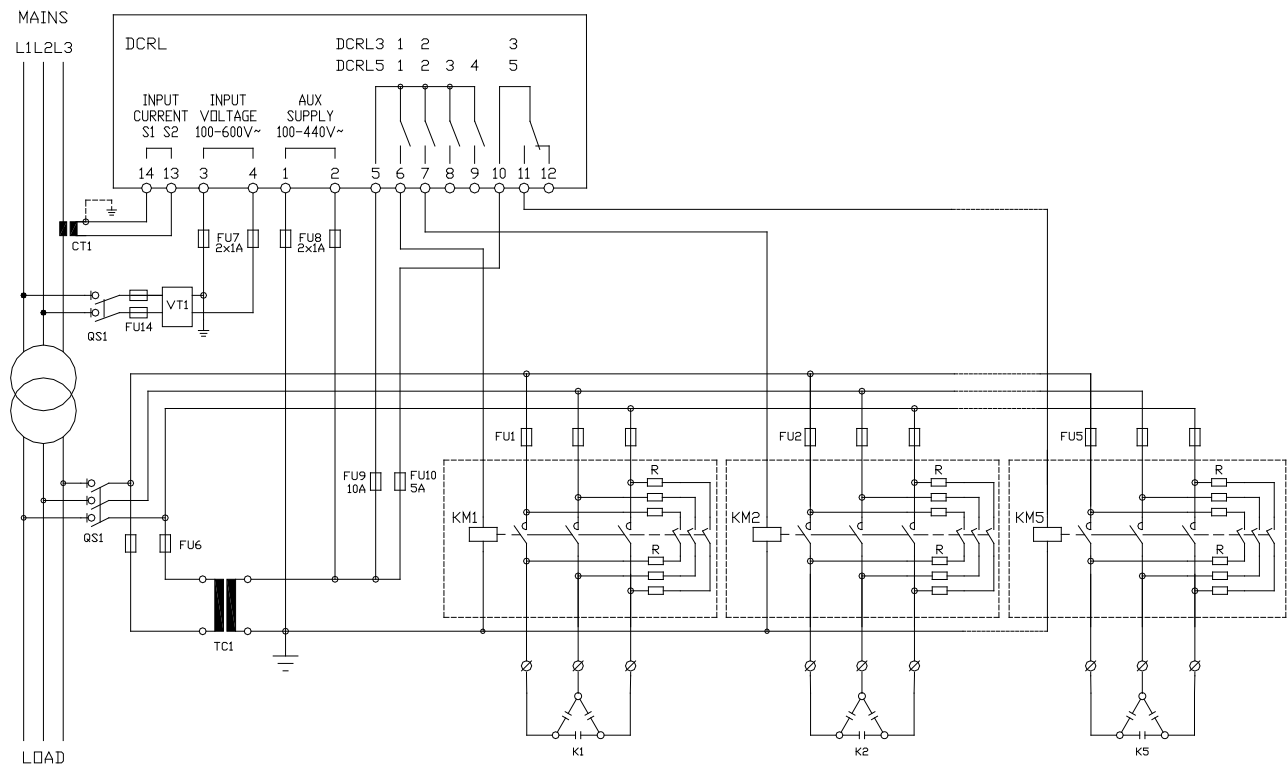 MAINS
L1L2L3
DCRL
DCRL3 1 2 3
DCRL5 1 2 3 4 5
INPUT CURRENT
S1 S2
INPUT VOLTAGE
100-600V~
AUX SUPPLY
100-440V~
14 13 3 4 1 2 5 6 7 8 9 10 11 12
CT1
FU7
2x1A
FU8
2x1A
VT1
FU14
QS1
FU1
FU2
FU5
FU9
10A
FU10
5A
R
R
R
KM1
KM2
KM5
QS1
FU6
R
R
R
TC1
K1
K2
K5
LOAD